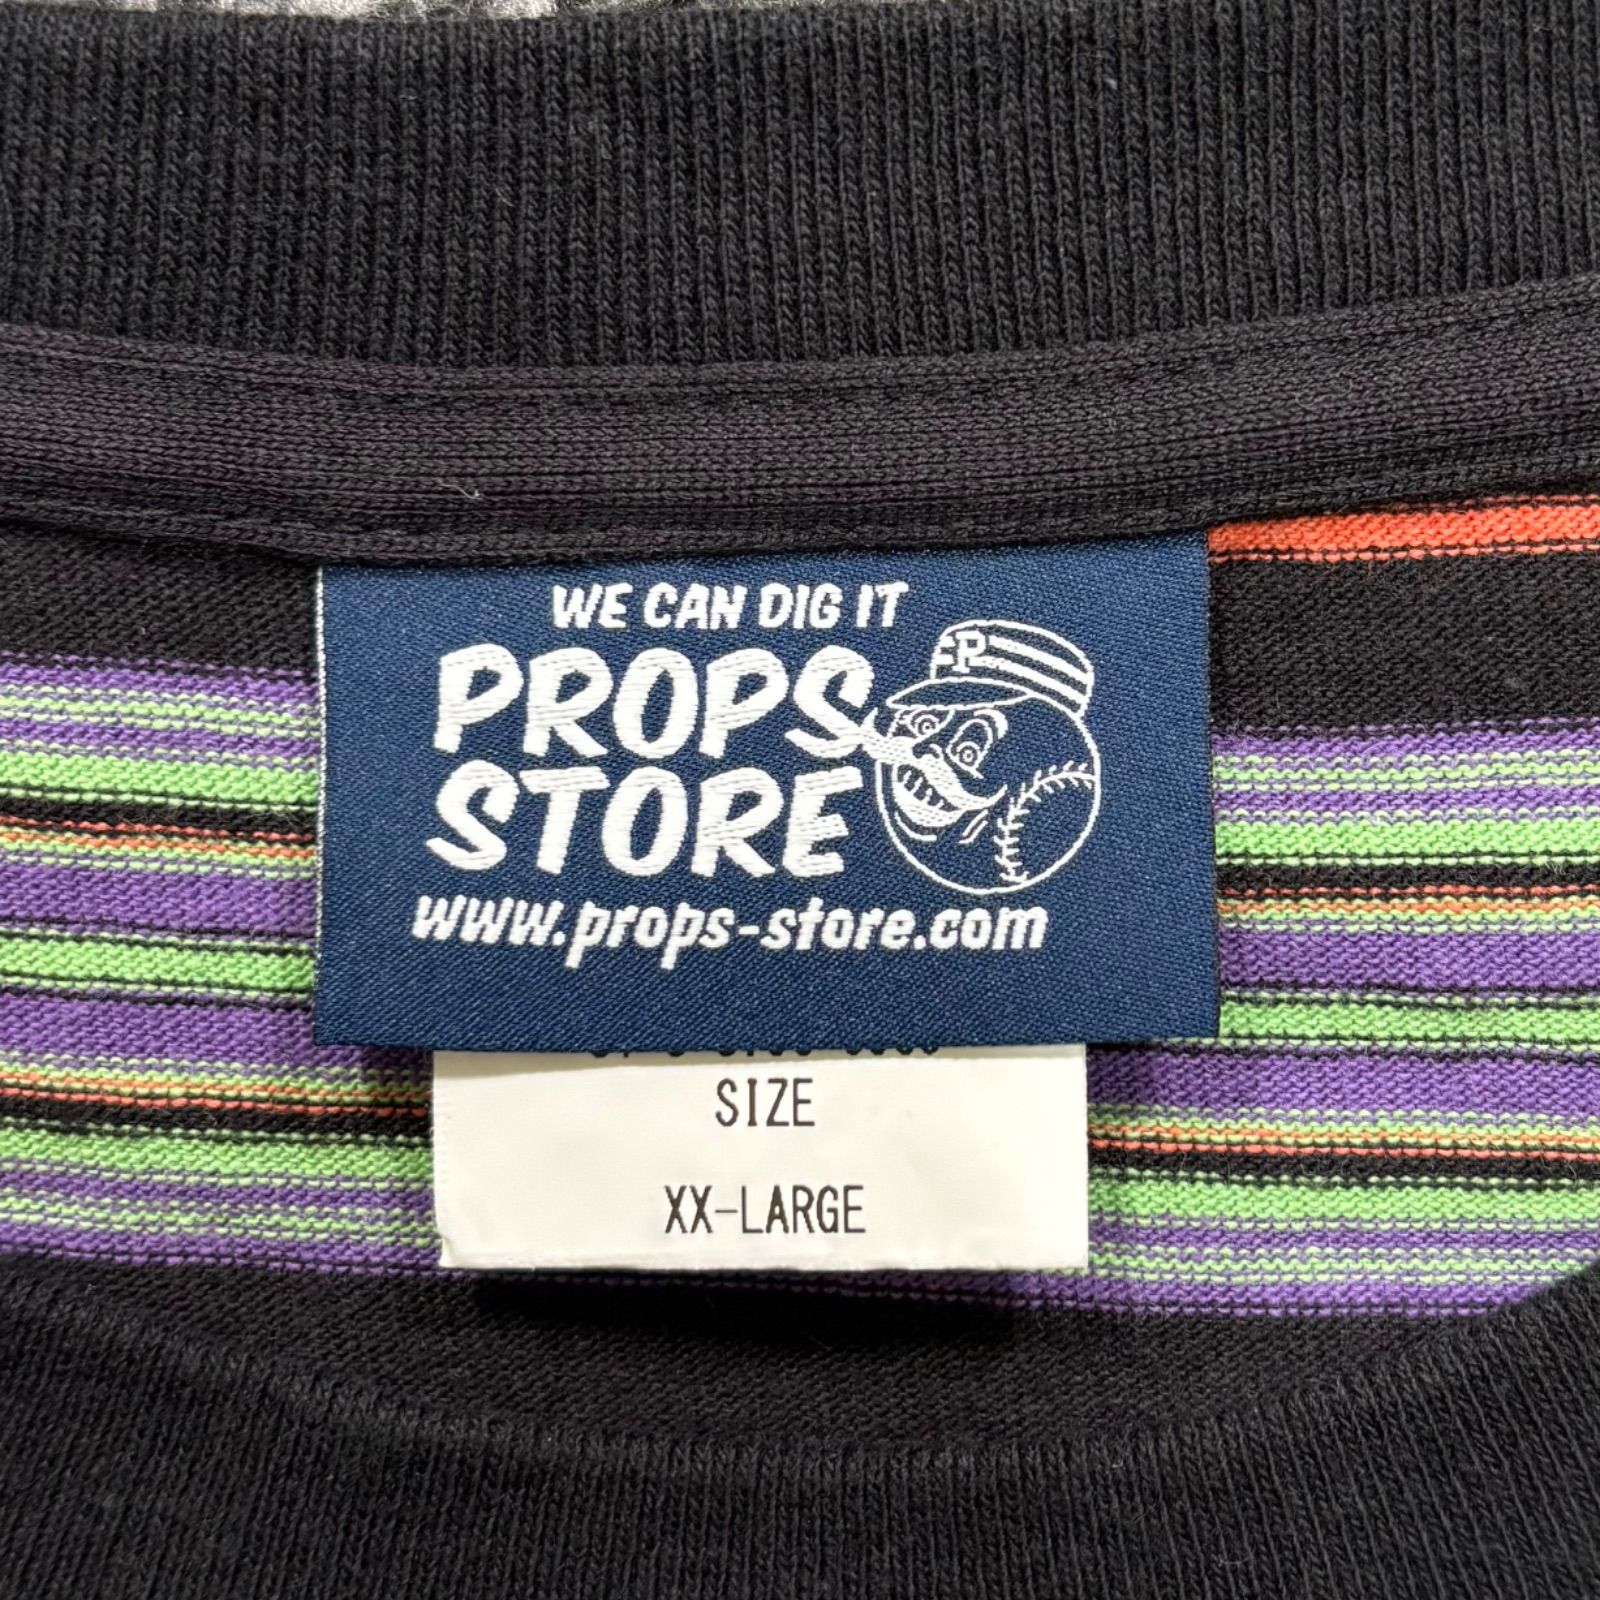 WE CAN DIG IT
PROPS
STORE
www.props-store.com
P
SIZE
XX-LARGE